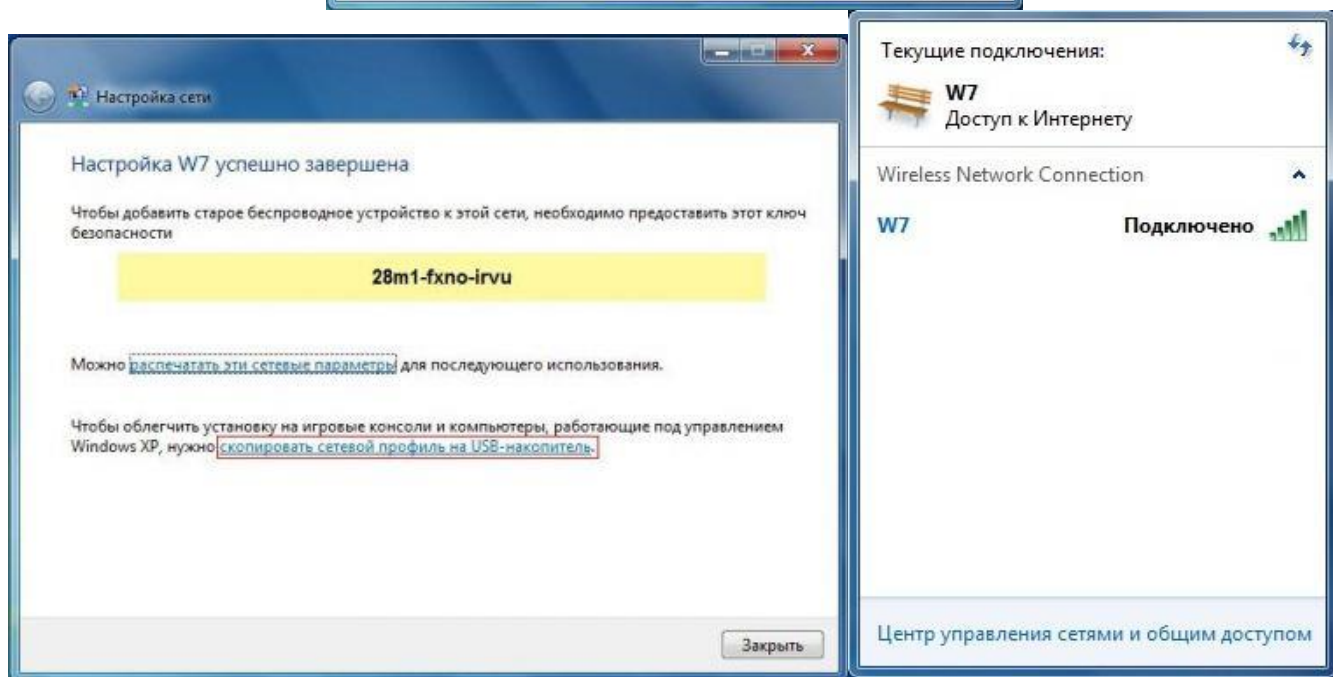 Настройка сети
Настройка W7 успешно завершена
Чтобы добавить старое беспроводное устройство к этой сети, необходимо предоставить этот ключ
безопасности
28m1-fxno-irvu
Можно распечатать эти сетевые параметры для последующего использования.
Чтобы облегчить установку на игровые консоли и компьютеры, работающие под управлением
Windows XP, нужно скопировать сетевой профиль на USB-накопитель.
Закрыть
Текущие подключения:
W7
Доступ к Интернету
Wireless Network Connection
W7 Подключено
Центр управления сетями и общим доступом